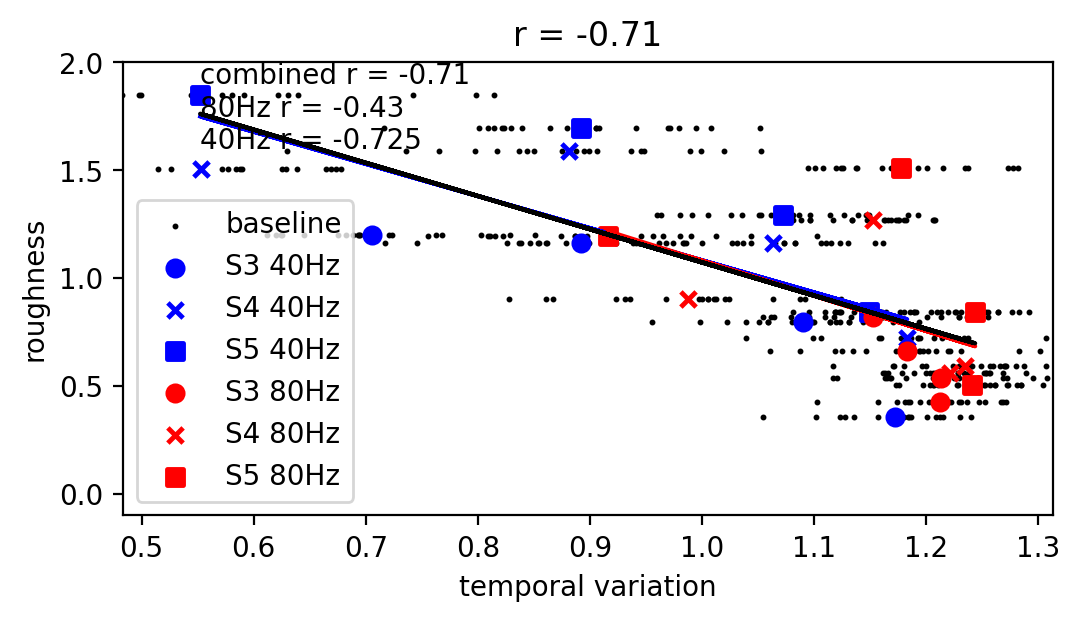 r = -0.71
combined r = -0.71
80Hz r = -0.43
40Hz r = -0.725
roughness
2.0
1.5
1.0
0.5
0.0
baseline
S3 40Hz
S4 40Hz
S5 40Hz
S3 80Hz
S4 80Hz
S5 80Hz
0.5 0.6 0.7 0.8 0.9 1.0 1.1 1.2 1.3
temporal variation